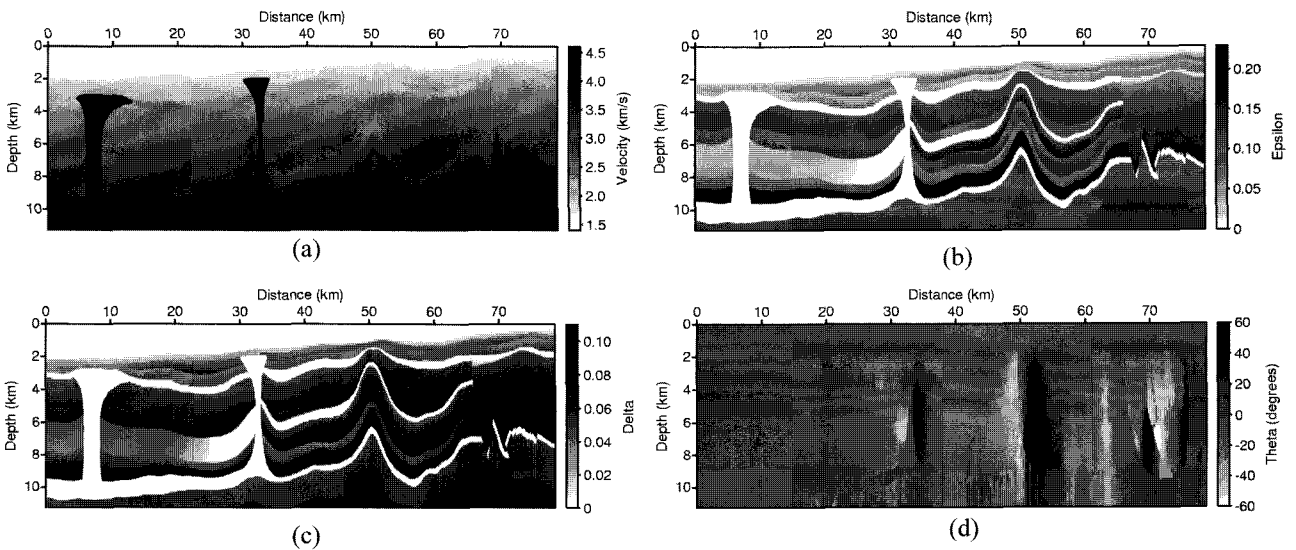 Distance (km)
0 10 20 30 40 50 60 70
Depth (km)
0
2
4
6
8
10
Velocity (km/s)
4.5
4.0
3.5
3.0
2.5
2.0
1.5
(a)
Distance (km)
0 10 20 30 40 50 60 70
Depth (km)
0
2
4
6
8
10
Epsilon
0.20
0.15
0.10
0.05
0
(b)
Distance (km)
0 10 20 30 40 50 60 70
Depth (km)
0
2
4
6
8
10
Delta
0.10
0.08
0.06
0.04
0.02
0
(c)
Distance (km)
0 10 20 30 40 50 60 70
Depth (km)
0
2
4
6
8
10
Theta (degrees)
60
40
20
0
-20
-40
-60
(d)